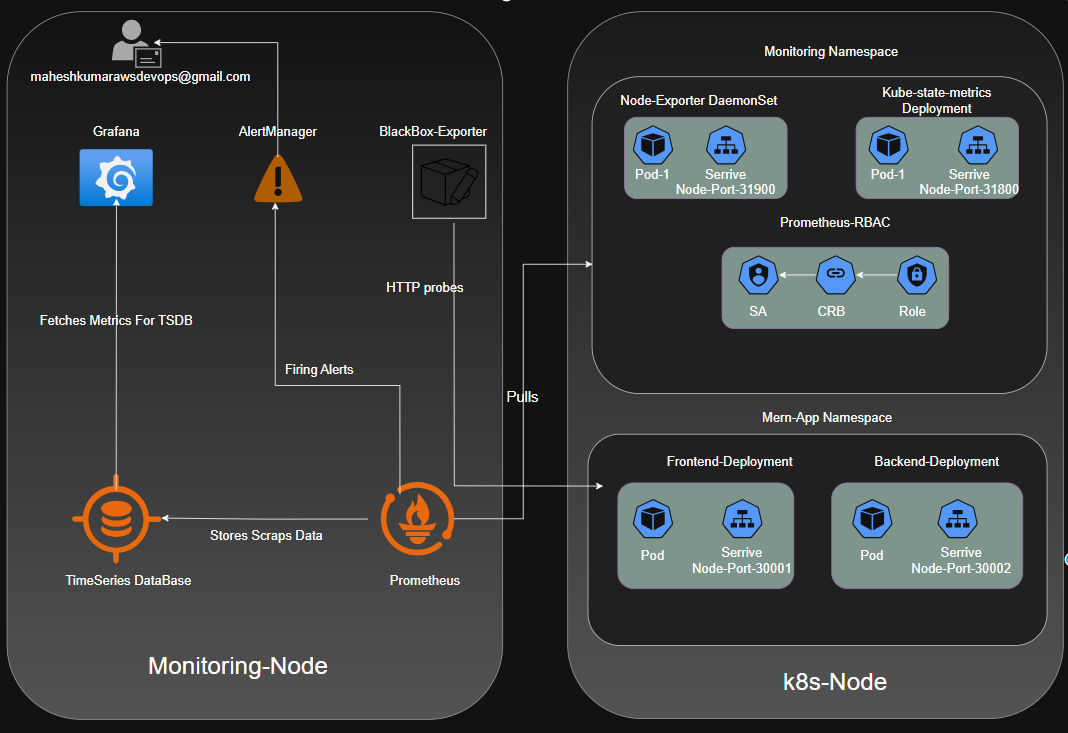 maheshkumarawsdevops@gmail.com
Grafana
AlertManager
BlackBox-Exporter
HTTP probes
Fetches Metrics For TSDB
Firing Alerts
Stores Scraps Data
TimeSeries DataBase
Prometheus
Monitoring-Node
Pulls
Monitoring Namespace
Node-Exporter DaemonSet
Pod-1
Serrive
Node-Port-31900
Kube-state-metrics
Deployment
Pod-1
Serrive
Node-Port-31800
Prometheus-RBAC
SA
CRB
Role
Mern-App Namespace
Frontend-Deployment
Pod
Serrive
Node-Port-30001
Backend-Deployment
Pod
Serrive
Node-Port-30002
k8s-Node